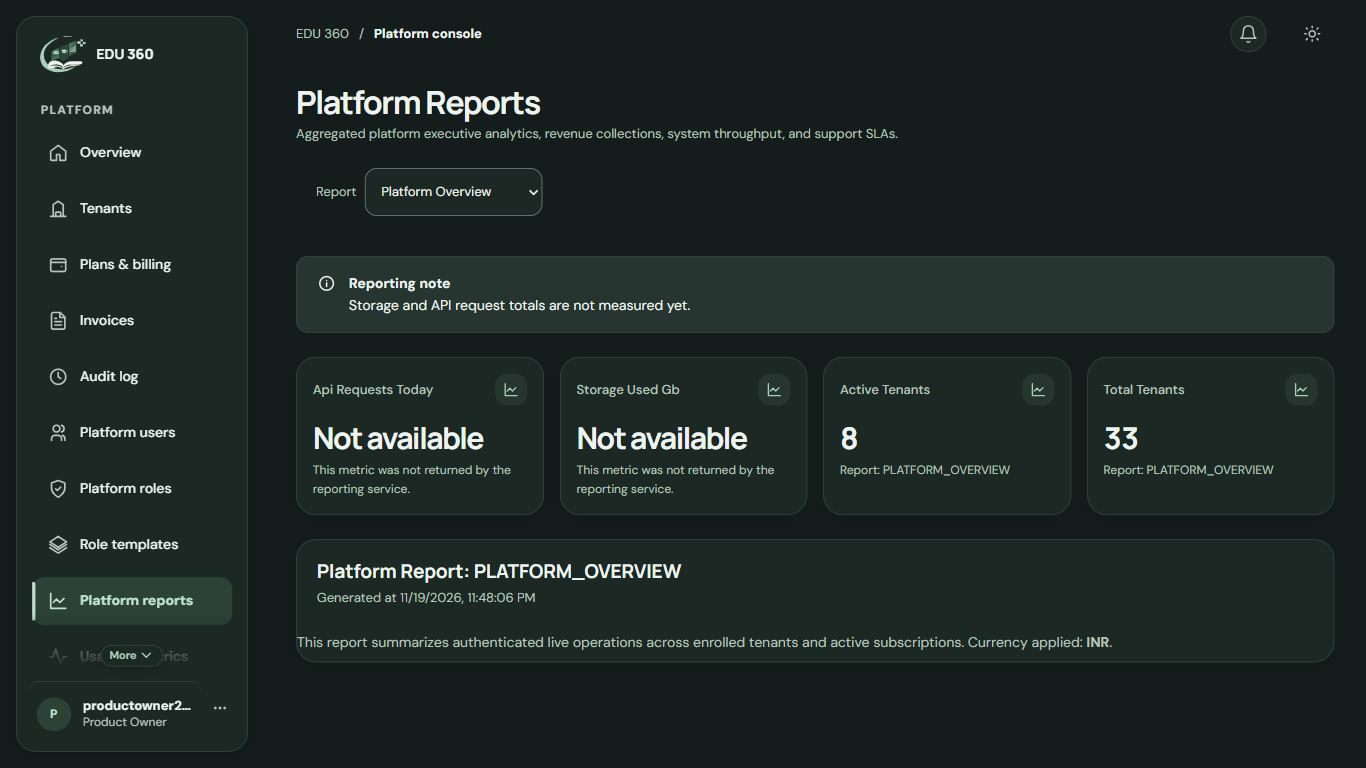 EDU 360
PLATFORM
Overview
Tenants
Plans & billing
Invoices
Audit log
Platform users
Platform roles
Role templates
Platform reports
More
productowner2...
Product Owner
P
EDU 360 / Platform console
Platform Reports
Aggregated platform executive analytics, revenue collections, system throughput, and support SLAs.
Report
Platform Overview
Reporting note
Storage and API request totals are not measured yet.
Api Requests Today
Not available
This metric was not returned by the
reporting service.
Storage Used Gb
Not available
This metric was not returned by the
reporting service.
Active Tenants
8
Report: PLATFORM_OVERVIEW
Total Tenants
33
Report: PLATFORM_OVERVIEW
Platform Report: PLATFORM_OVERVIEW
Generated at 11/19/2026, 11:48:06 PM
This report summarizes authenticated live operations across enrolled tenants and active subscriptions. Currency applied: INR.